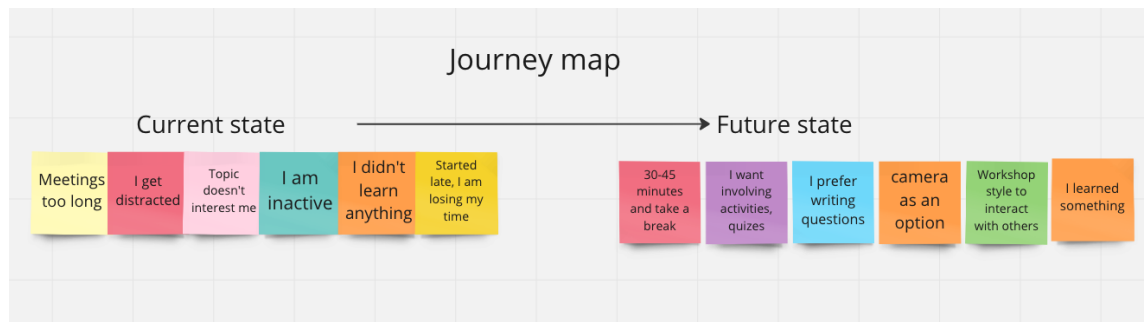 Journey map
Current state
Future state
Meetings
too long
I get
distracted
Topic
doesn't
interest me
I am
inactive
I didn't
learn
anything
Started
late, I am
losing my
time
30-45
minutes
and take a
break
I want
involving
activities,
quizes
I prefer
writing
questions
camera
as an
option
Workshop
style to
interact
with others
I learned
something